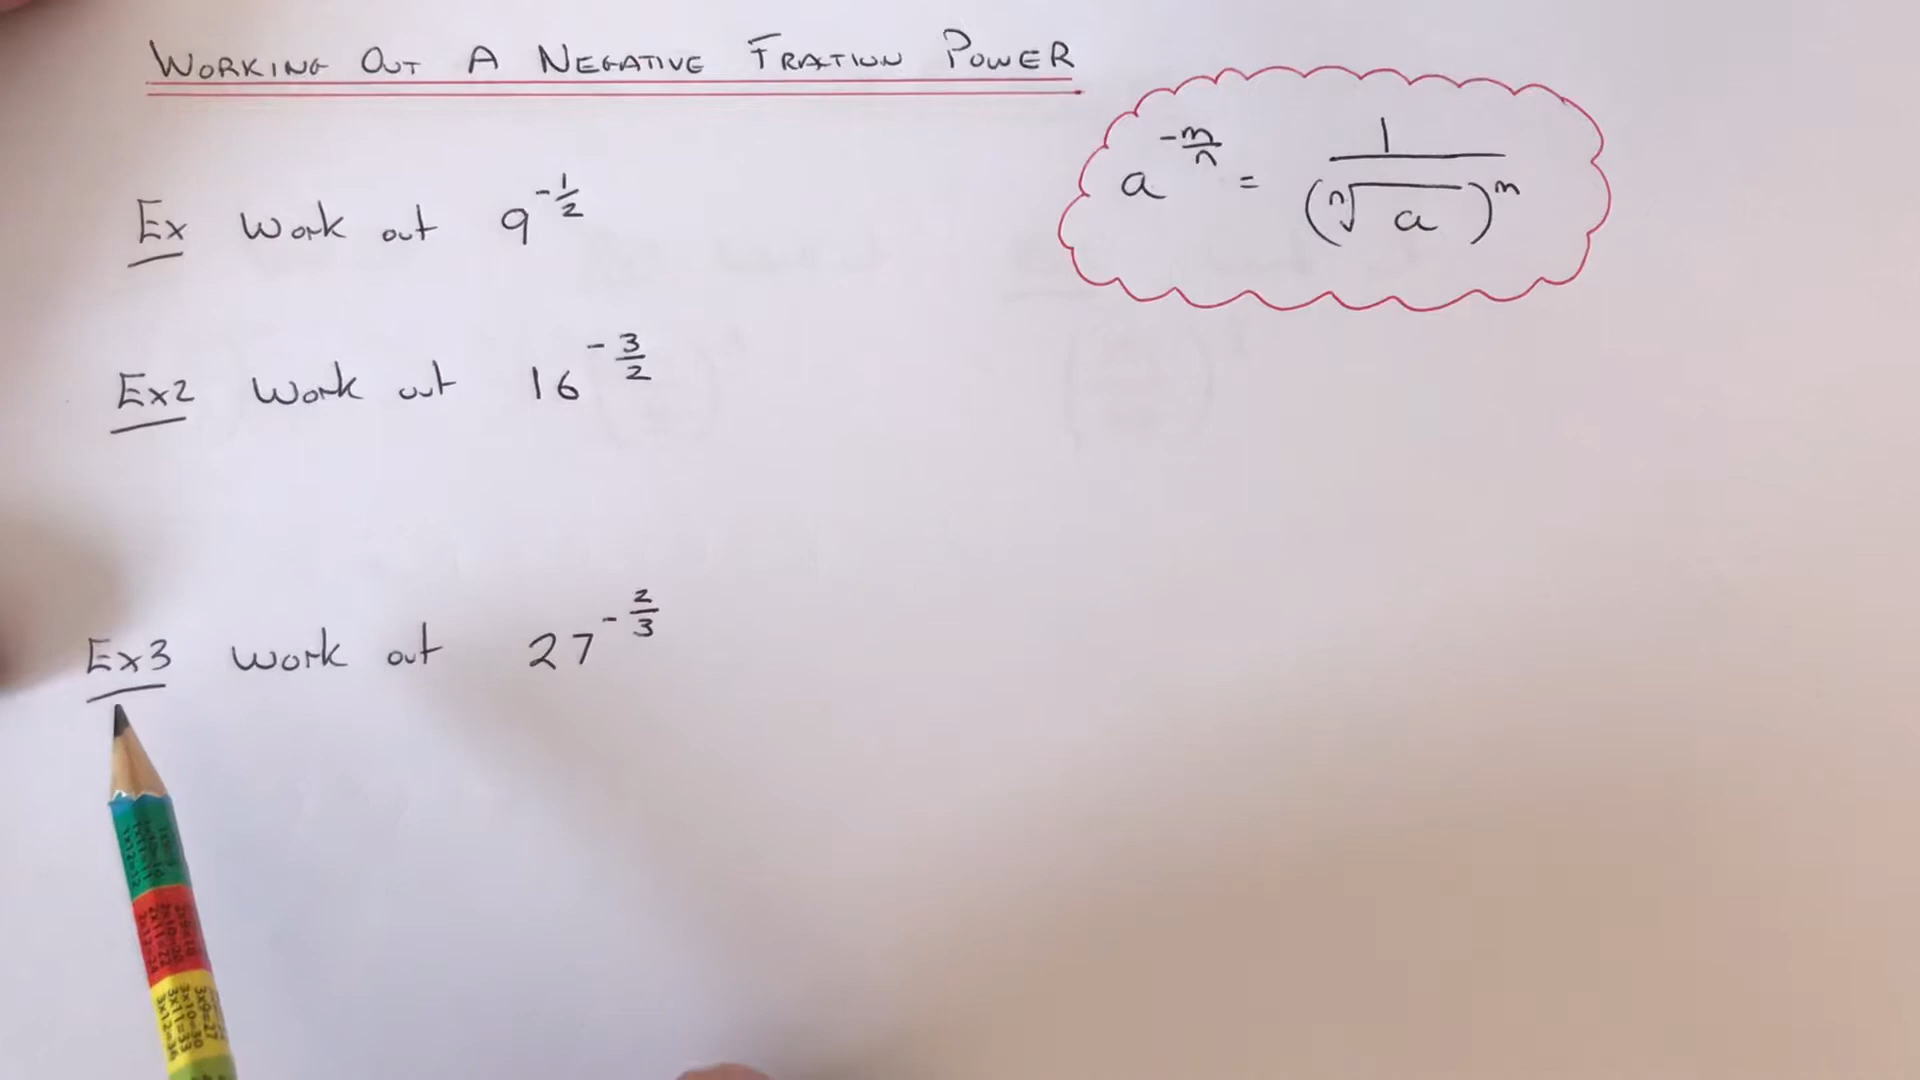 WORKING OUT A NEGATIVE FRACTION POWER
a^{-m/n} = 1/(ⁿ√a)^m
Ex Work out 9^{-1/2}
Ex2 Work out 16^{-3/2}
Ex3 Work out 27^{-2/3}